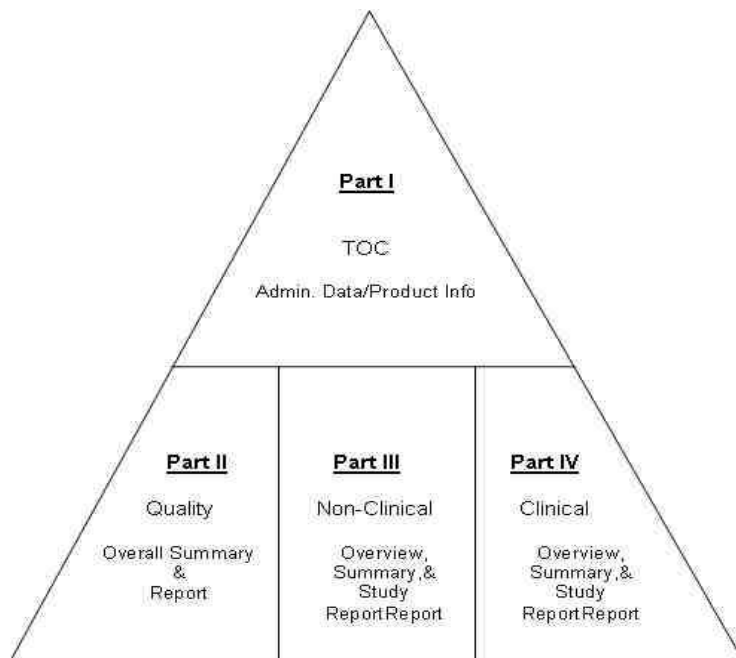 Part I
TOC
Admin. Data/Product Info
Part II
Quality
Overall Summary
&
Report
Part III
Non-Clinical
Overview,
Summary,&
Study
ReportReport
Part IV
Clinical
Overview,
Summary,&
Study
ReportReport